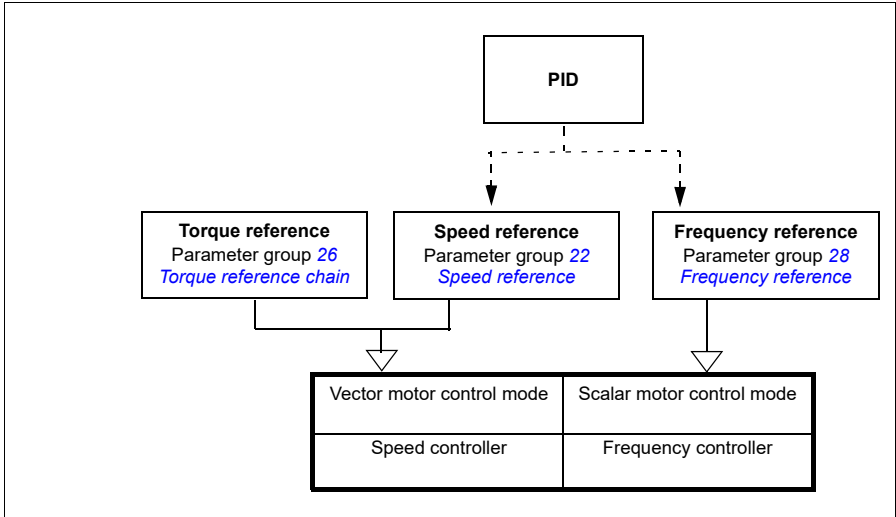 PID
Torque reference
Parameter group 26
Torque reference chain
Speed reference
Parameter group 22
Speed reference
Frequency reference
Parameter group 28
Frequency reference
Vector motor control mode
Scalar motor control mode
Speed controller
Frequency controller